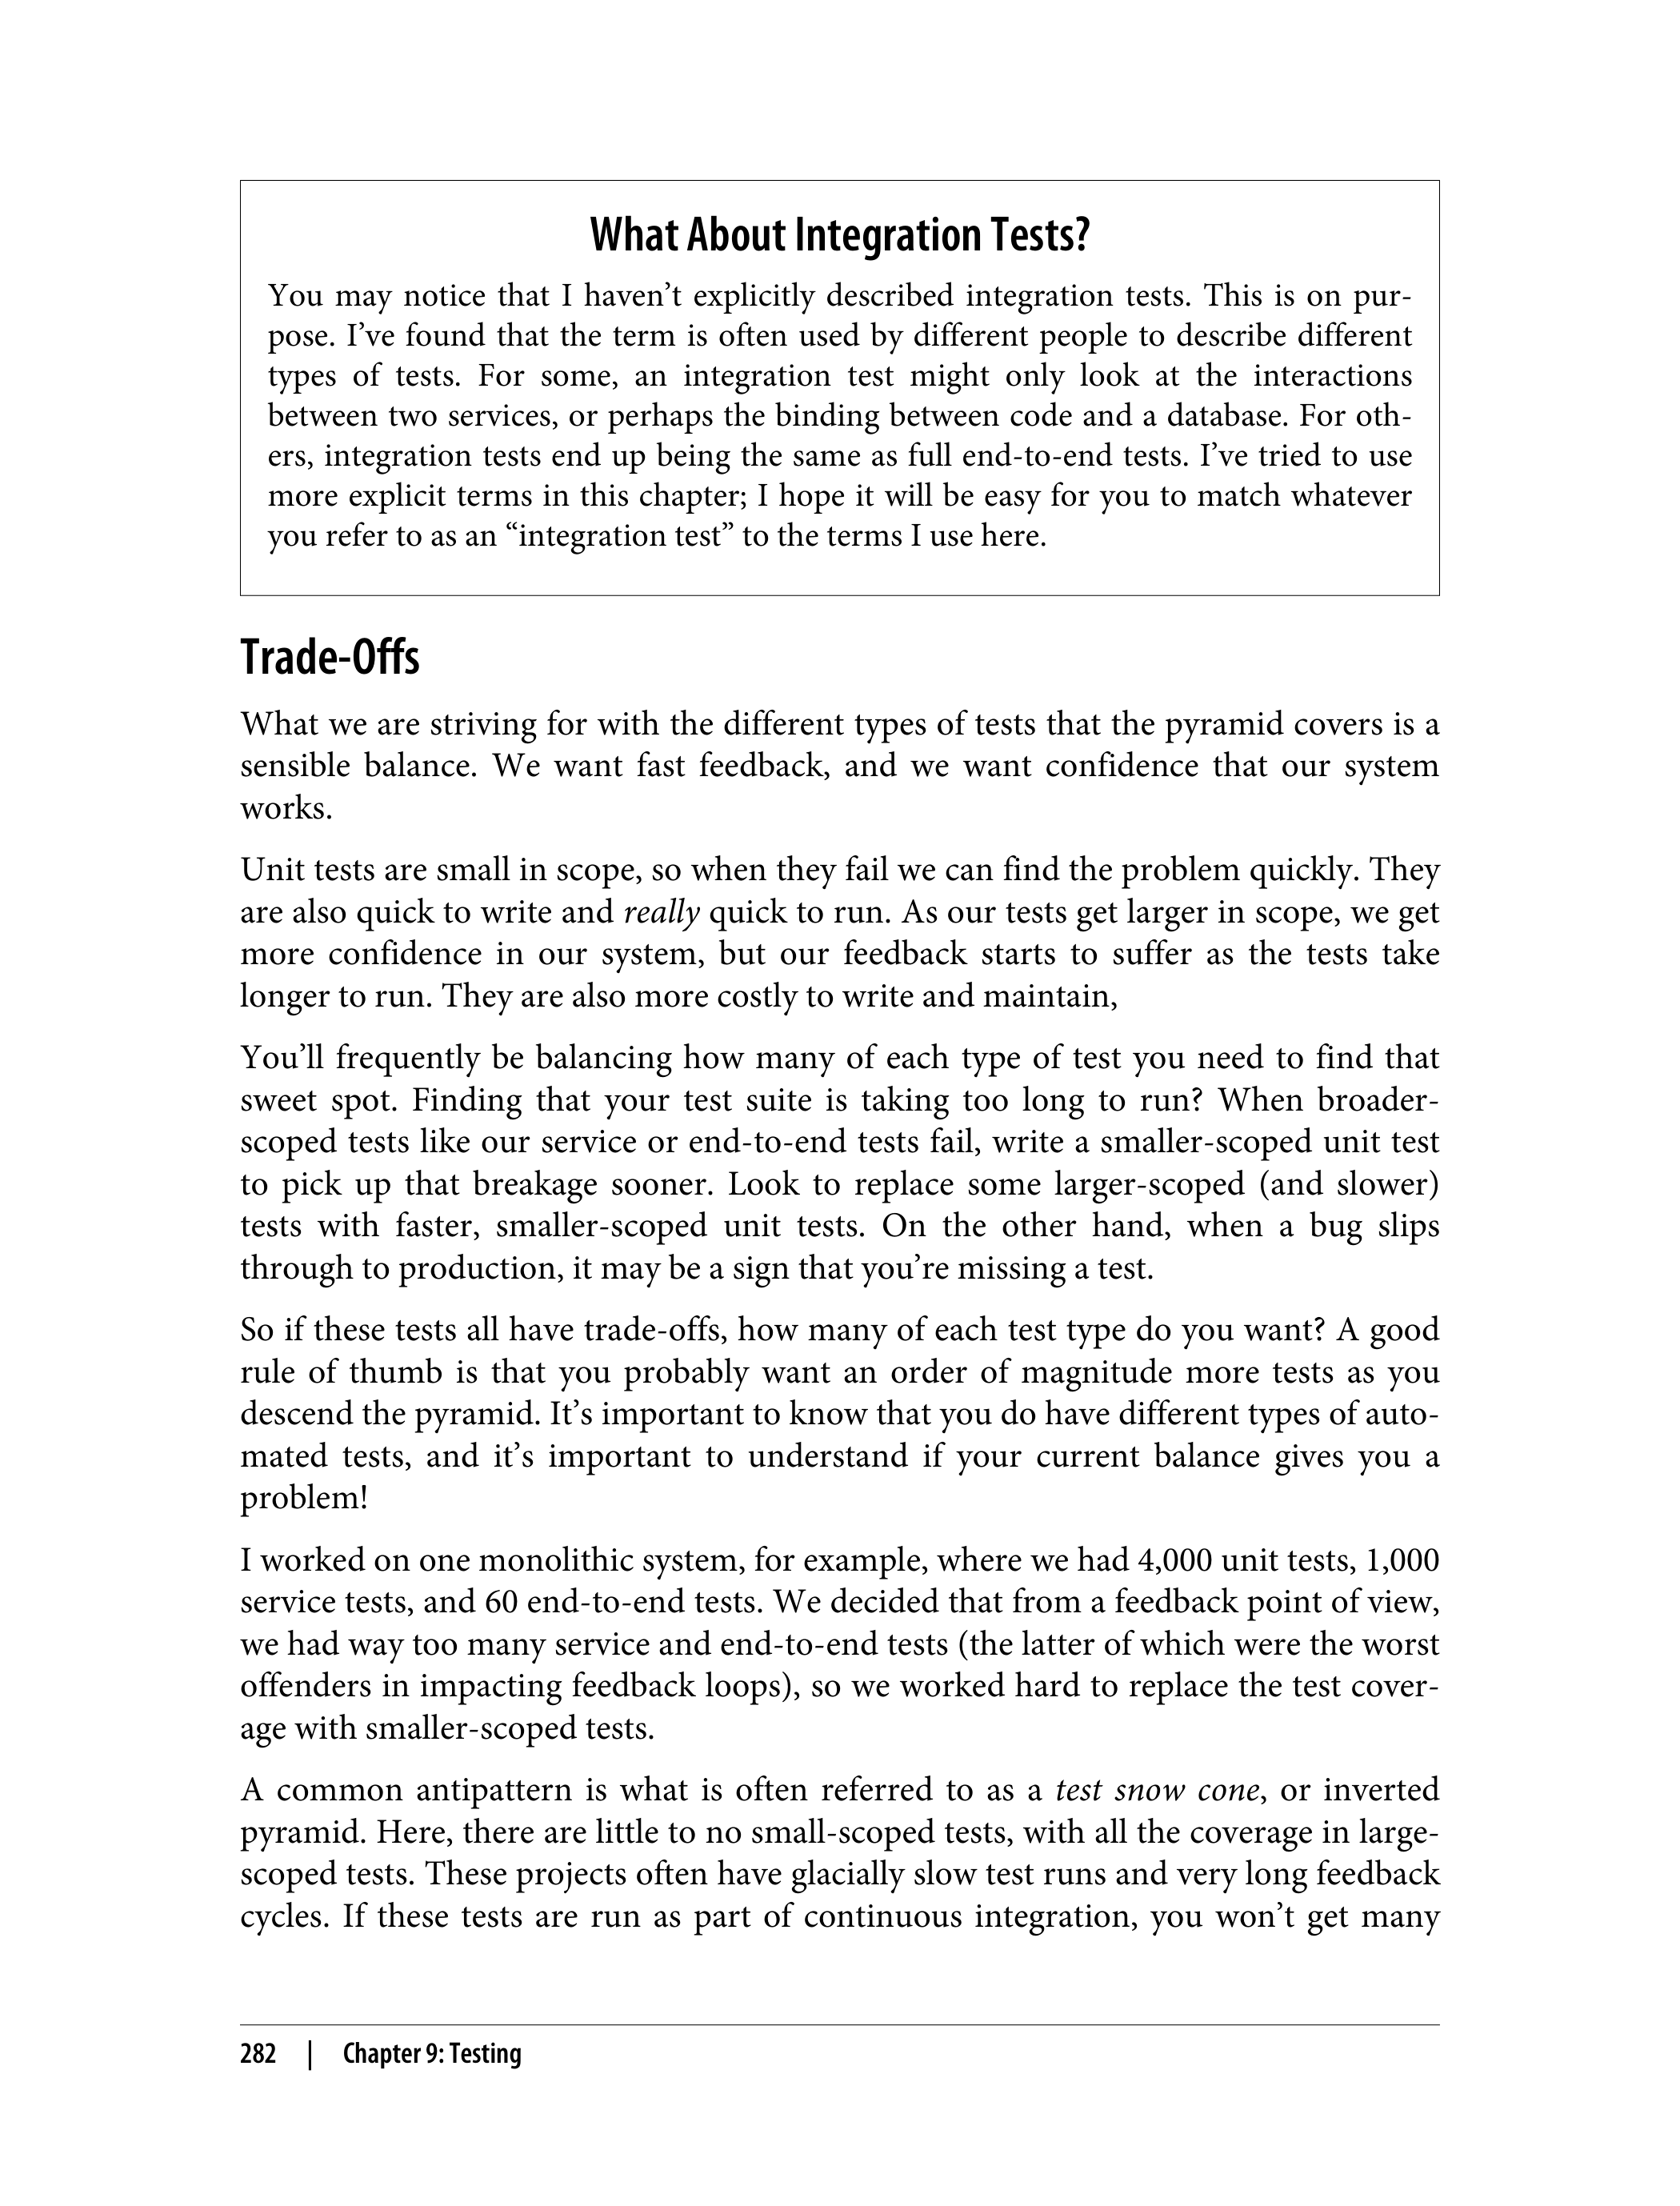 What About Integration Tests?
You may notice that I haven’t explicitly described integration tests. This is on pur-
pose. I’ve found that the term is often used by different people to describe different
types of tests. For some, an integration test might only look at the interactions
between two services, or perhaps the binding between code and a database. For oth-
ers, integration tests end up being the same as full end-to-end tests. I’ve tried to use
more explicit terms in this chapter; I hope it will be easy for you to match whatever
you refer to as an “integration test” to the terms I use here.
Trade-Offs
What we are striving for with the different types of tests that the pyramid covers is a
sensible balance. We want fast feedback, and we want confidence that our system
works.
Unit tests are small in scope, so when they fail we can find the problem quickly. They
are also quick to write and really quick to run. As our tests get larger in scope, we get
more confidence in our system, but our feedback starts to suffer as the tests take
longer to run. They are also more costly to write and maintain,
You’ll frequently be balancing how many of each type of test you need to find that
sweet spot. Finding that your test suite is taking too long to run? When broader-
scoped tests like our service or end-to-end tests fail, write a smaller-scoped unit test
to pick up that breakage sooner. Look to replace some larger-scoped (and slower)
tests with faster, smaller-scoped unit tests. On the other hand, when a bug slips
through to production, it may be a sign that you’re missing a test.
So if these tests all have trade-offs, how many of each test type do you want? A good
rule of thumb is that you probably want an order of magnitude more tests as you
descend the pyramid. It’s important to know that you do have different types of auto-
mated tests, and it’s important to understand if your current balance gives you a
problem!
I worked on one monolithic system, for example, where we had 4,000 unit tests, 1,000
service tests, and 60 end-to-end tests. We decided that from a feedback point of view,
we had way too many service and end-to-end tests (the latter of which were the worst
offenders in impacting feedback loops), so we worked hard to replace the test cover-
age with smaller-scoped tests.
A common antipattern is what is often referred to as a test snow cone, or inverted
pyramid. Here, there are little to no small-scoped tests, with all the coverage in large-
scoped tests. These projects often have glacially slow test runs and very long feedback
cycles. If these tests are run as part of continuous integration, you won’t get many
282 | Chapter 9: Testing